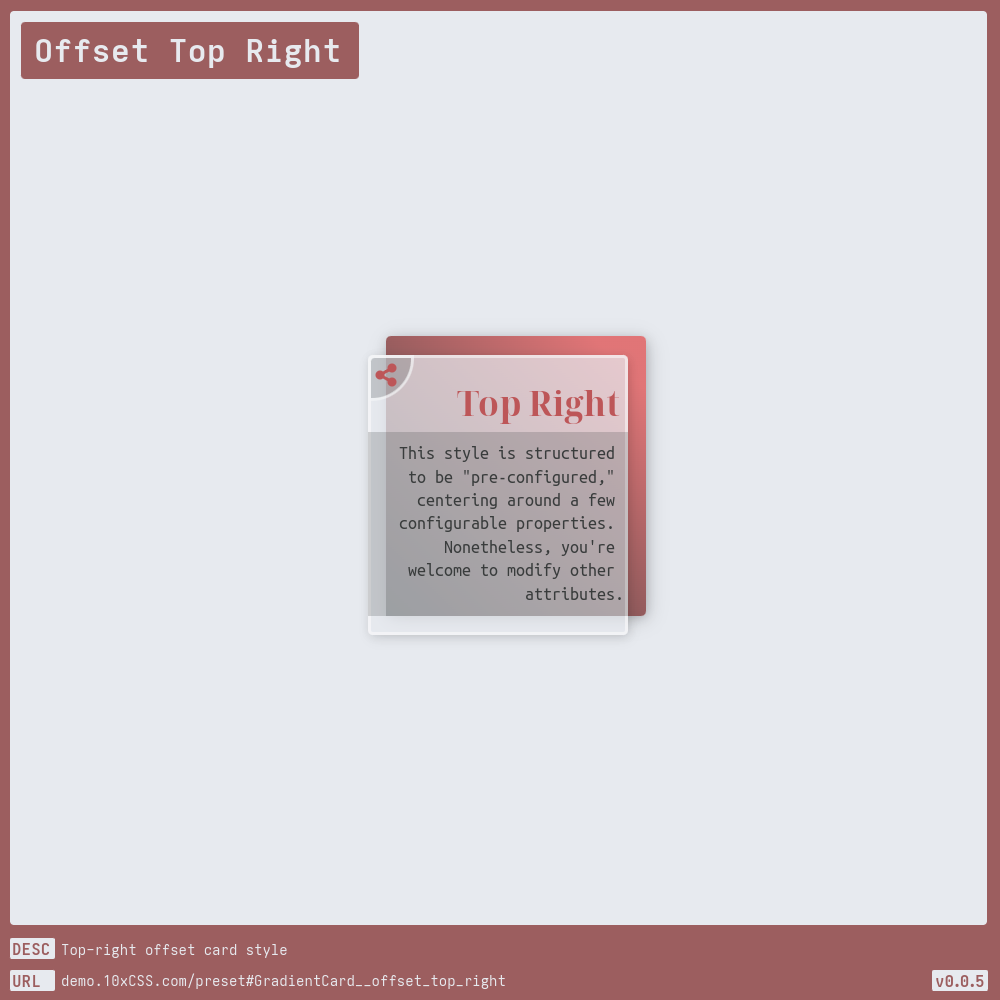 Offset Top Right
Top Right
This style is structured
to be "pre-configured,"
centering around a few
configurable properties.
Nonetheless, you're
welcome to modify other
attributes.
DESC Top-right offset card style
URL demo.10xCSS.com/preset#GradientCard__offset_top_right
v0.0.5